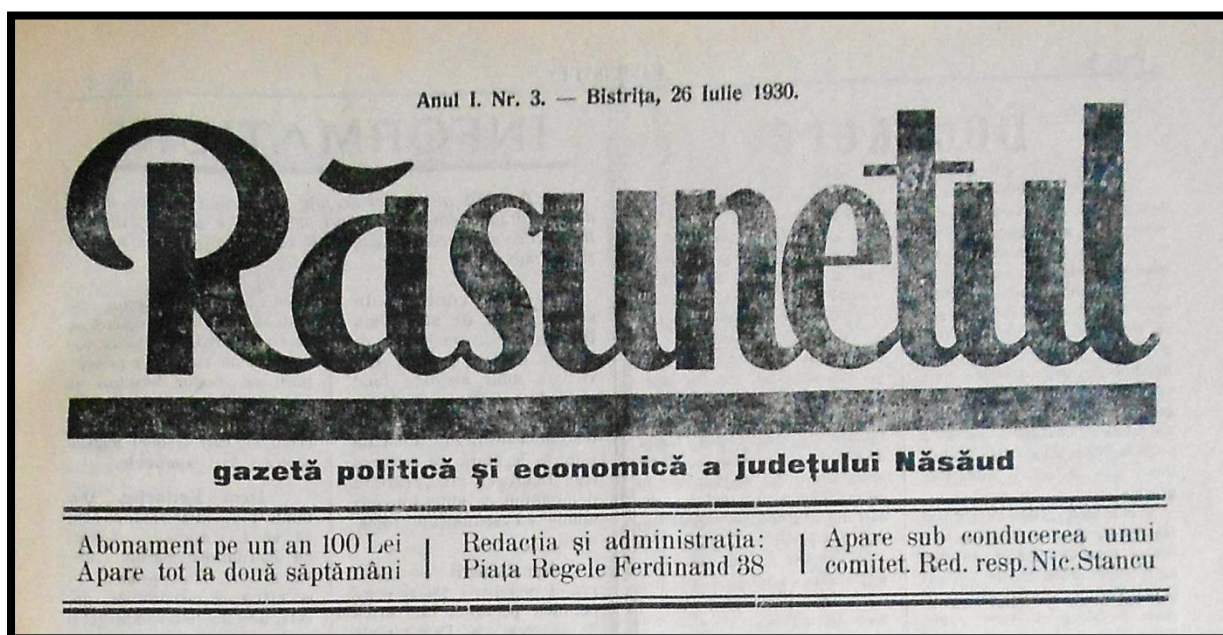 Anul I. Nr. 3. — Bistrița, 26 Iulie 1930.
Răsunetul
gazetă politică și economică a județului Năsăud
Abonament pe un an 100 Lei
Apare tot la două săptămâni
Redacția și administrația:
Piața Regele Ferdinand 38
Apare sub conducerea unui
comitet. Red. resp. Nic. Stancu